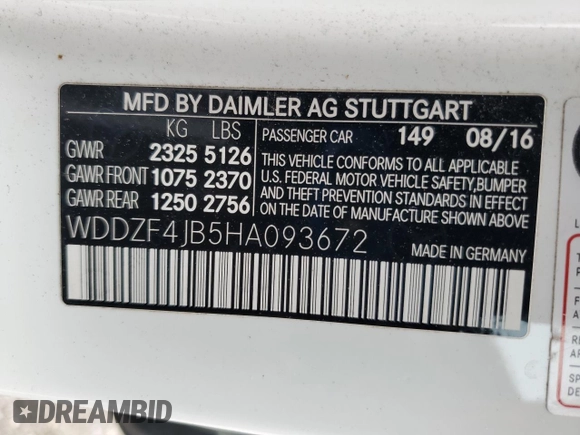 MFD BY DAIMLER AG STUTTGART
KG LBS
GVWR 2325 5126
GAWR FRONT 1075 2370
GAWR REAR 1250 2756
PASSENGER CAR 149 08/16
THIS VEHICLE CONFORMS TO ALL APPLICABLE
U.S. FEDERAL MOTOR VEHICLE SAFETY, BUMPER
AND THEFT PREVENTION STANDARDS IN EFFECT
ON THE DATE OF MANUFACTURE SHOWN ABOVE.
WDDZF4JB5HA093672
MADE IN GERMANY
DREAMBID